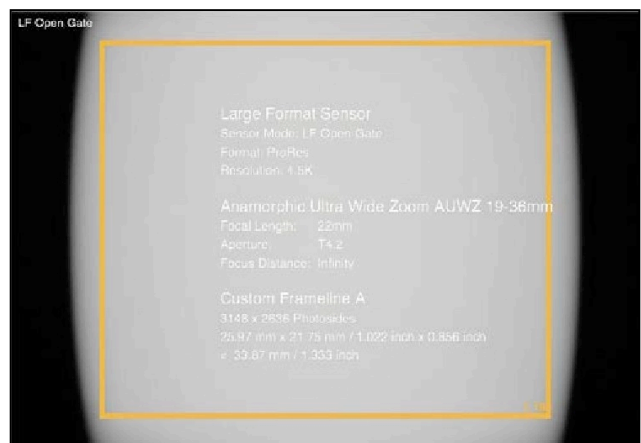 LF Open Gate
Large Format Sensor
Sensor Mode: LF Open Gate
Format: ProRes
Resolution: 4.5K
Anamorphic Ultra Wide Zoom AUWZ 19-36mm
Focal Length: 22mm
Aperture: T4.2
Focus Distance: Infinity
Custom Frameline A
3148 x 2636 Photosides
25.97 mm x 21.75 mm / 1.022 inch x 0.856 inch
33.87 mm / 1.333 inch